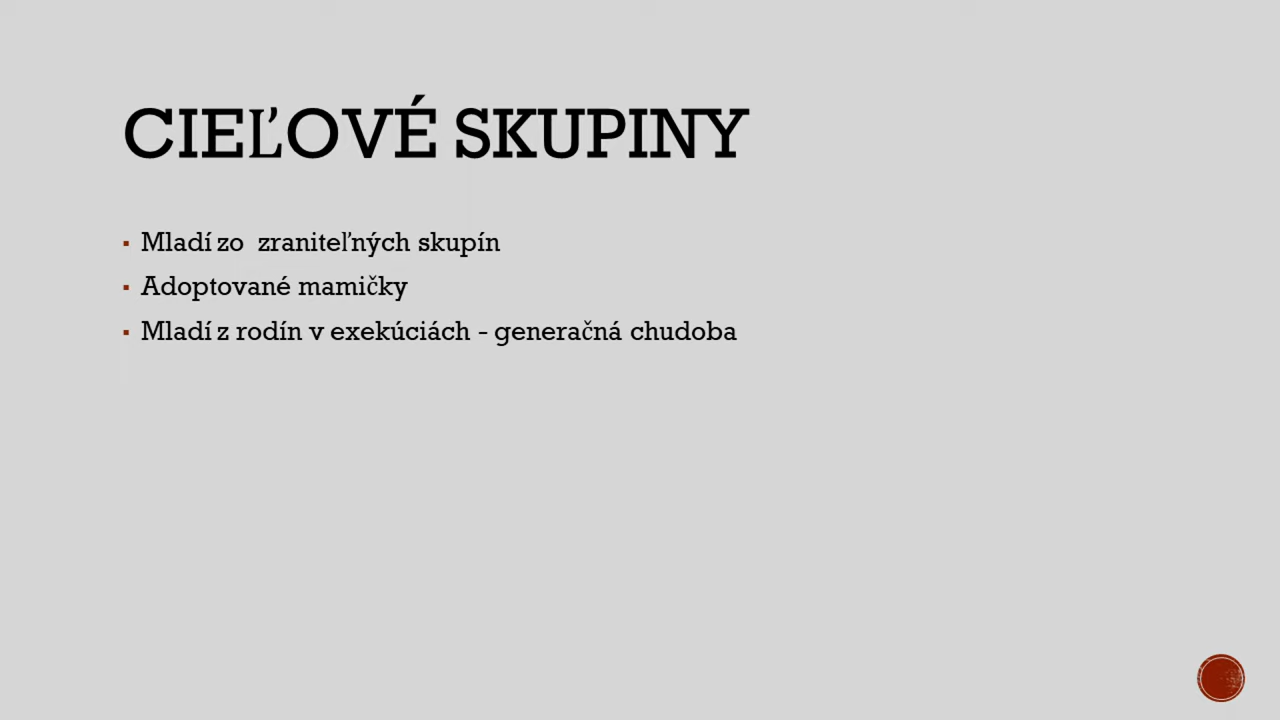 CIEĽOVÉ SKUPINY
▪ Mladí zo  zraniteľných skupín
▪ Adoptované mamičky
▪ Mladí z rodín v exekúciách - generačná chudoba